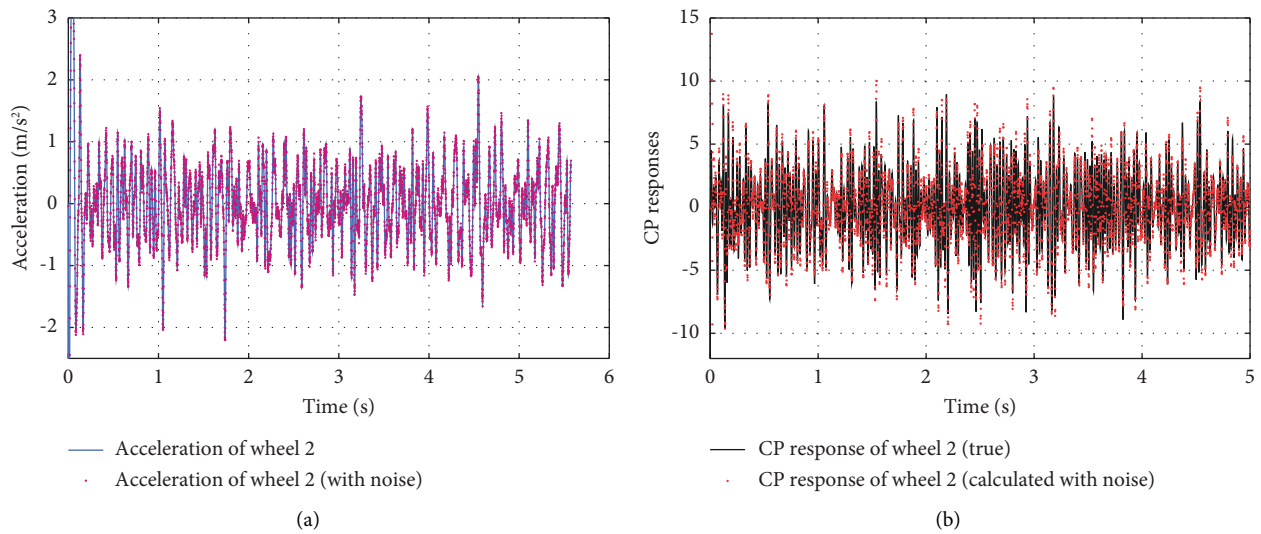 3
2
1
0
-1
-2
Acceleration (m/s²)
0 1 2 3 4 5 6
Time (s)
Acceleration of wheel 2
Acceleration of wheel 2 (with noise)
(a)
15
10
5
0
-5
-10
CP responses
0 1 2 3 4 5
Time (s)
CP response of wheel 2 (true)
CP response of wheel 2 (calculated with noise)
(b)